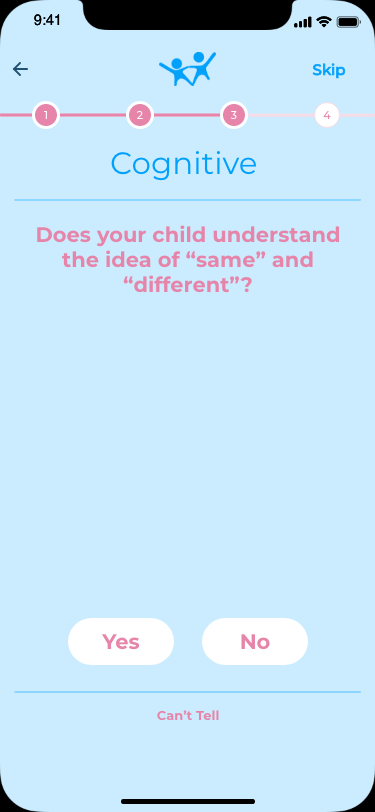 9:41
Skip
1 2 3 4
Cognitive
Does your child understand
the idea of “same” and
“different”?
Yes No
Can’t Tell